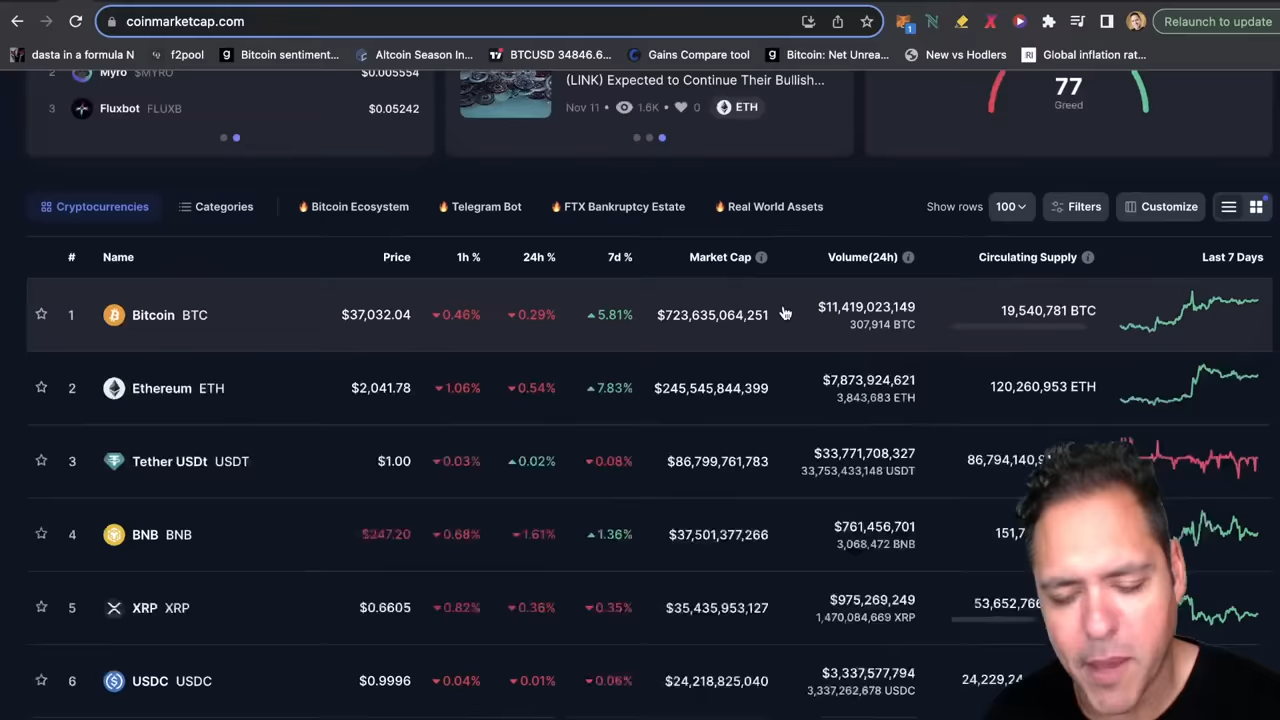 coinmarketcap.com
Relaunch to update
dasta in a formula N
f2pool
Bitcoin sentiment...
Altcoin Season In...
BTCUSD 34846.6...
Gains Compare tool
Bitcoin: Net Unrea...
New vs Hodlers
Global inflation rat...
2 Myro $MYRO $0.005554
3 Fluxbot FLUXB $0.05242
(LINK) Expected to Continue Their Bullish...
Nov 11 • 1.6K • 0 ETH
77
Greed
Cryptocurrencies
Categories
Bitcoin Ecosystem
Telegram Bot
FTX Bankruptcy Estate
Real World Assets
Show rows 100
Filters
Customize
# Name Price 1h % 24h % 7d % Market Cap Volume(24h) Circulating Supply Last 7 Days
1 Bitcoin BTC $37,032.04 0.46% 0.29% 5.81% $723,635,064,251 $11,419,023,149 19,540,781 BTC
307,914 BTC
2 Ethereum ETH $2,041.78 1.06% 0.54% 7.83% $245,545,844,399 $7,873,924,621 120,260,953 ETH
3,843,683 ETH
3 Tether USDt USDT $1.00 0.03% 0.02% 0.08% $86,799,761,783 $33,771,708,327
33,753,433,148 USDT
4 BNB BNB $247.20 0.68% 1.61% 1.36% $37,501,377,266 $761,456,701
3,068,472 BNB
5 XRP XRP $0.6605 0.82% 0.36% 0.35% $35,435,953,127 $975,269,249
1,470,084,669 XRP
6 USDC USDC $0.9996 0.04% 0.01% 0.06% $24,218,825,040 $3,337,577,794
3,337,262,678 USDC